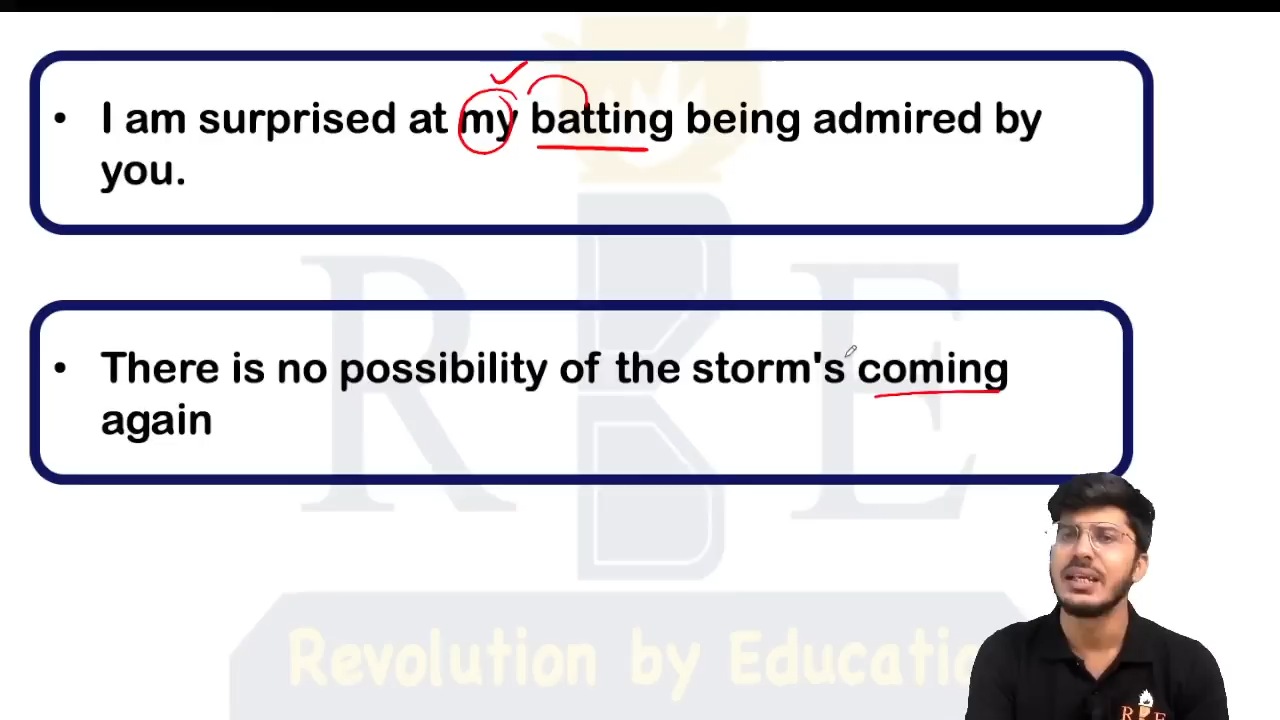 • I am surprised at my batting being admired by
you.
• There is no possibility of the storm's coming
again
R B E
Revolution by Educatio
R E